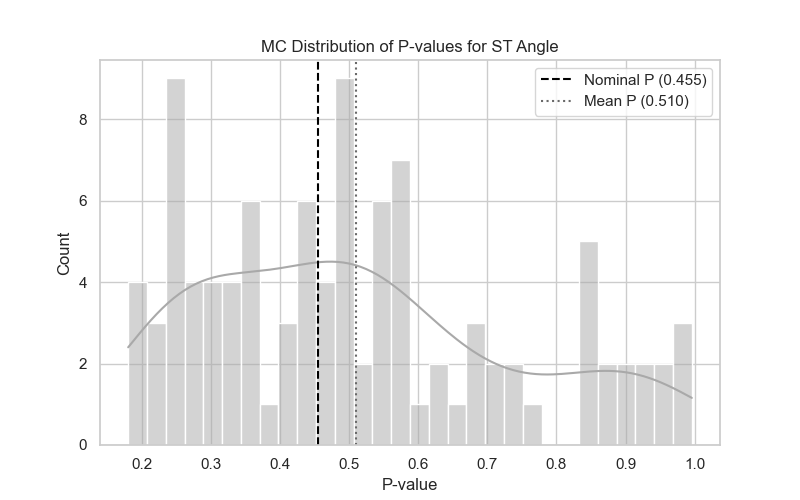 MC Distribution of P-values for ST Angle
Nominal P (0.455)
Mean P (0.510)
8
6
4
2
0
Count
0.2 0.3 0.4 0.5 0.6 0.7 0.8 0.9 1.0
P-value